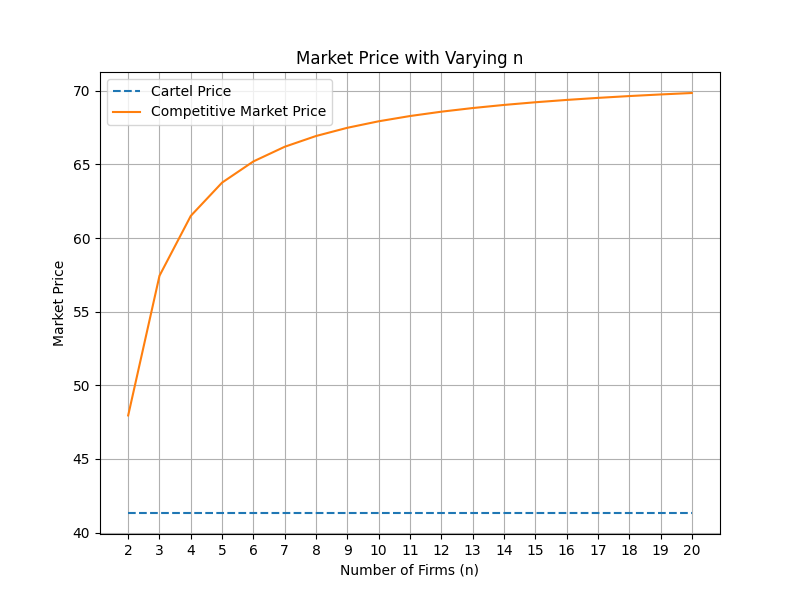 Market Price with Varying n
Cartel Price
Competitive Market Price
70
65
60
55
50
45
40
Market Price
2 3 4 5 6 7 8 9 10 11 12 13 14 15 16 17 18 19 20
Number of Firms (n)